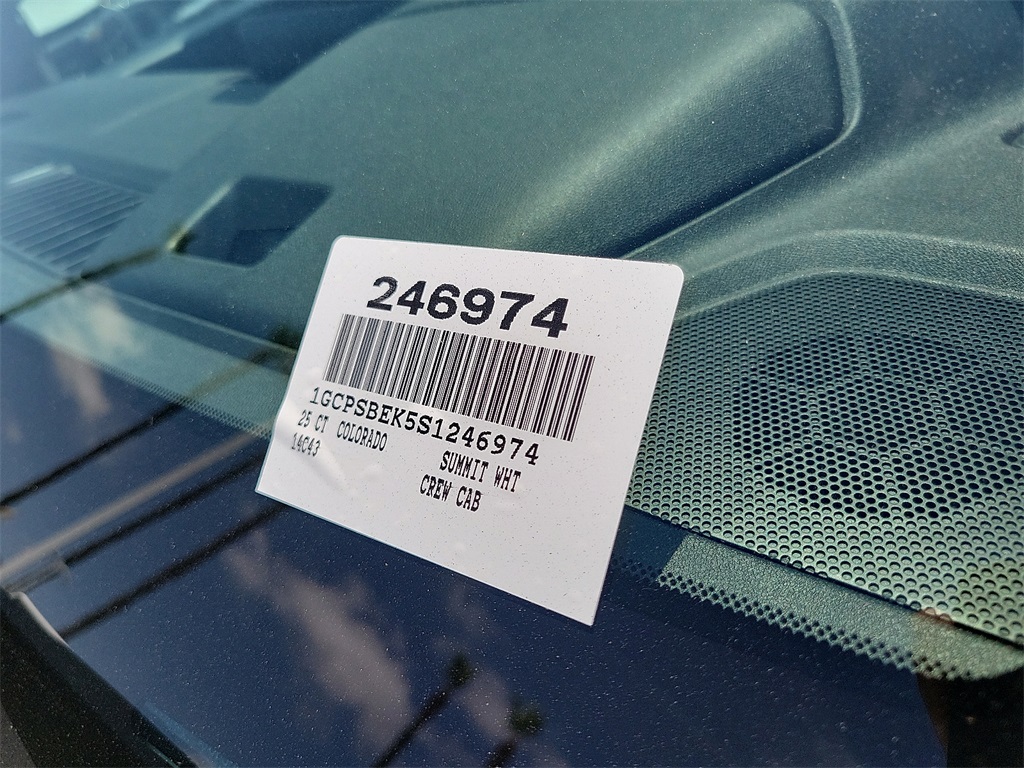 246974
1GCPSBEK5S1246974
25 CT COLORADO SUMMIT WHT
14C43 CREW CAB